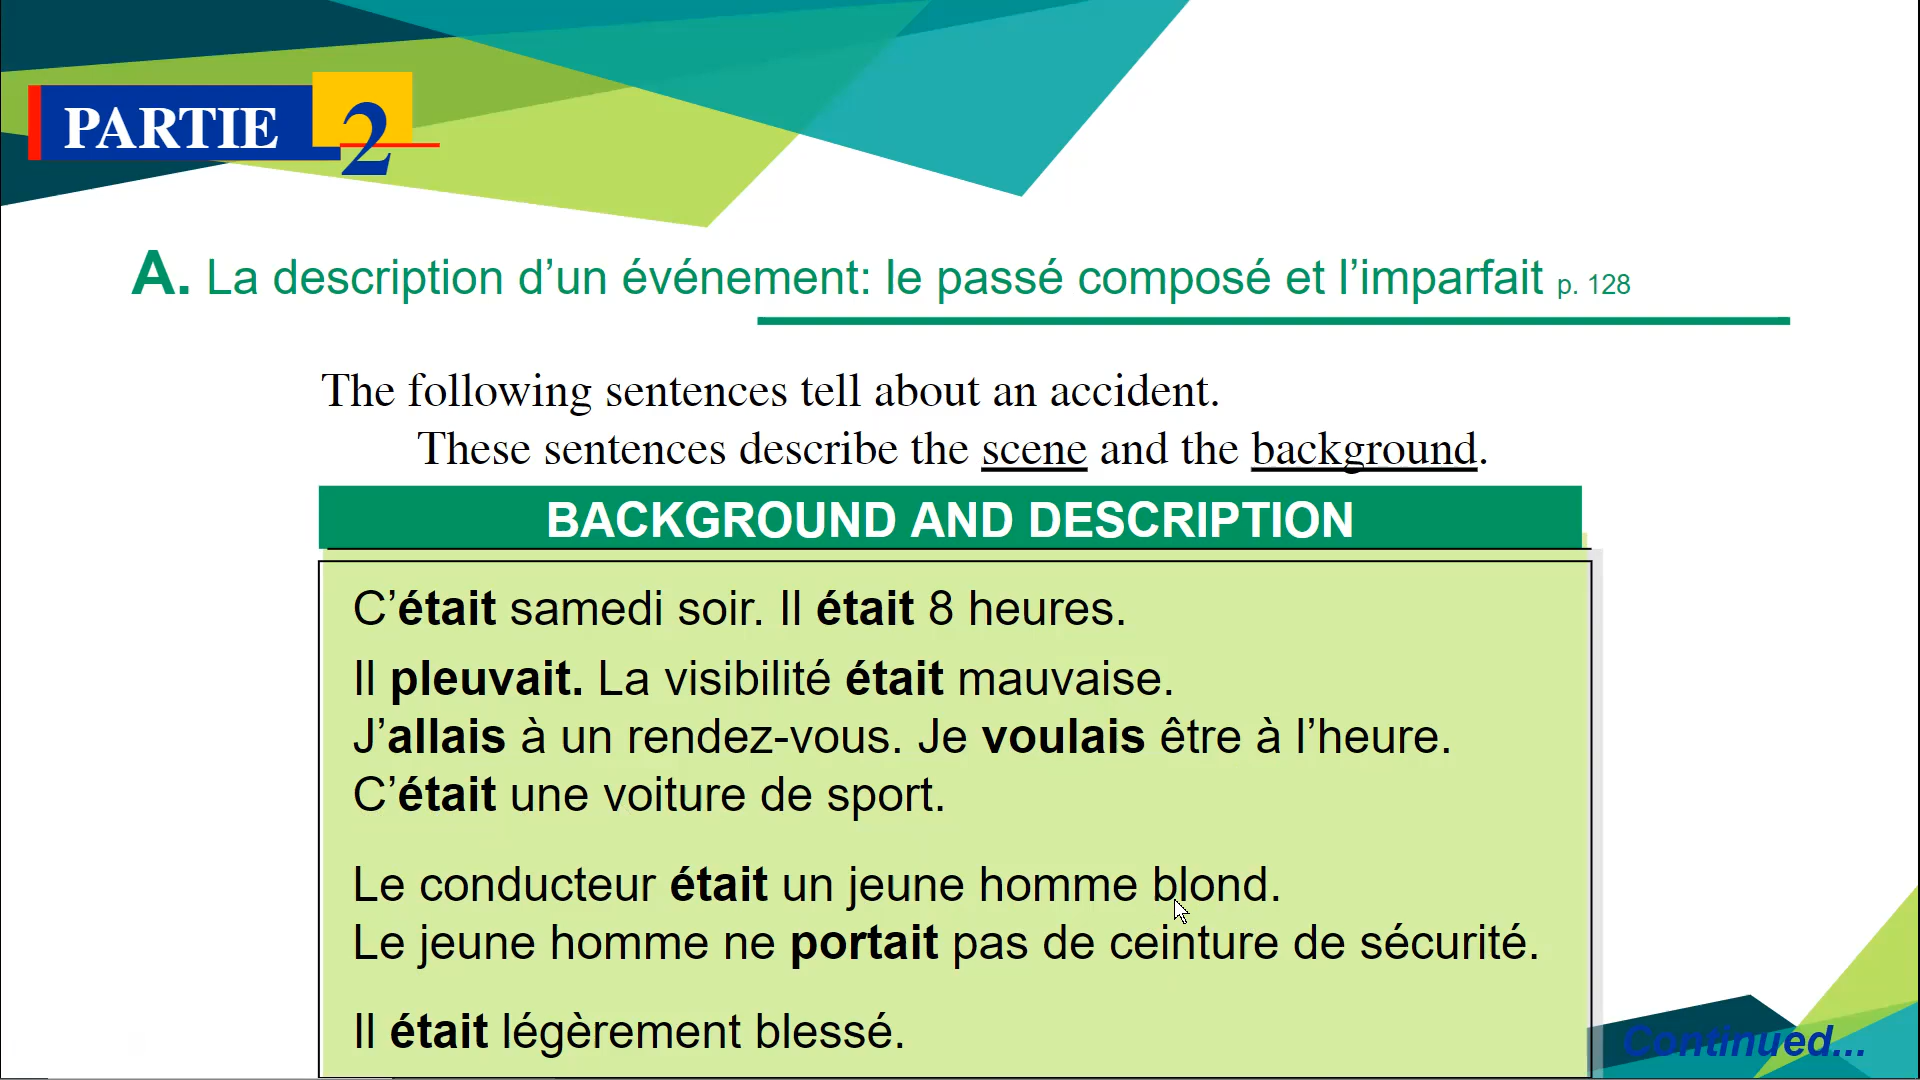 PARTIE 2
A. La description d’un événement: le passé composé et l’imparfait p. 128
The following sentences tell about an accident.
These sentences describe the scene and the background.
BACKGROUND AND DESCRIPTION
C’était samedi soir. Il était 8 heures.
Il pleuvait. La visibilité était mauvaise.
J’allais à un rendez-vous. Je voulais être à l’heure.
C’était une voiture de sport.
Le conducteur était un jeune homme blond.
Le jeune homme ne portait pas de ceinture de sécurité.
Il était légèrement blessé.
Continued...